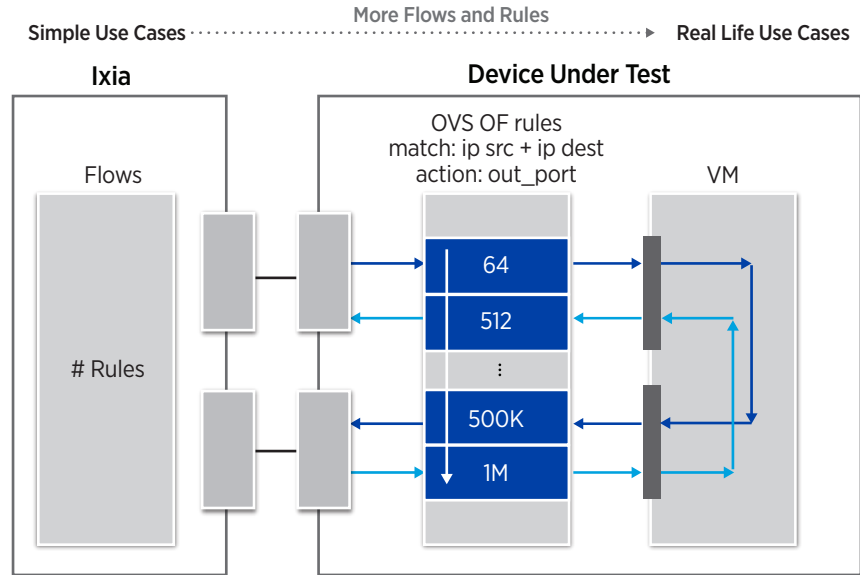 More Flows and Rules
Simple Use Cases
Real Life Use Cases
Ixia
Device Under Test
OVS OF rules
match: ip src + ip dest
action: out_port
Flows
VM
64
512
⋮
# Rules
500K
1M